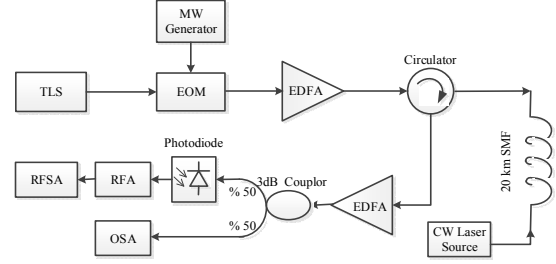 MW
Generator
TLS
EOM
EDFA
Circulator
20 km SMF
Photodiode
RFSA
RFA
% 50
3dB Couplor
EDFA
% 50
OSA
CW Laser
Source